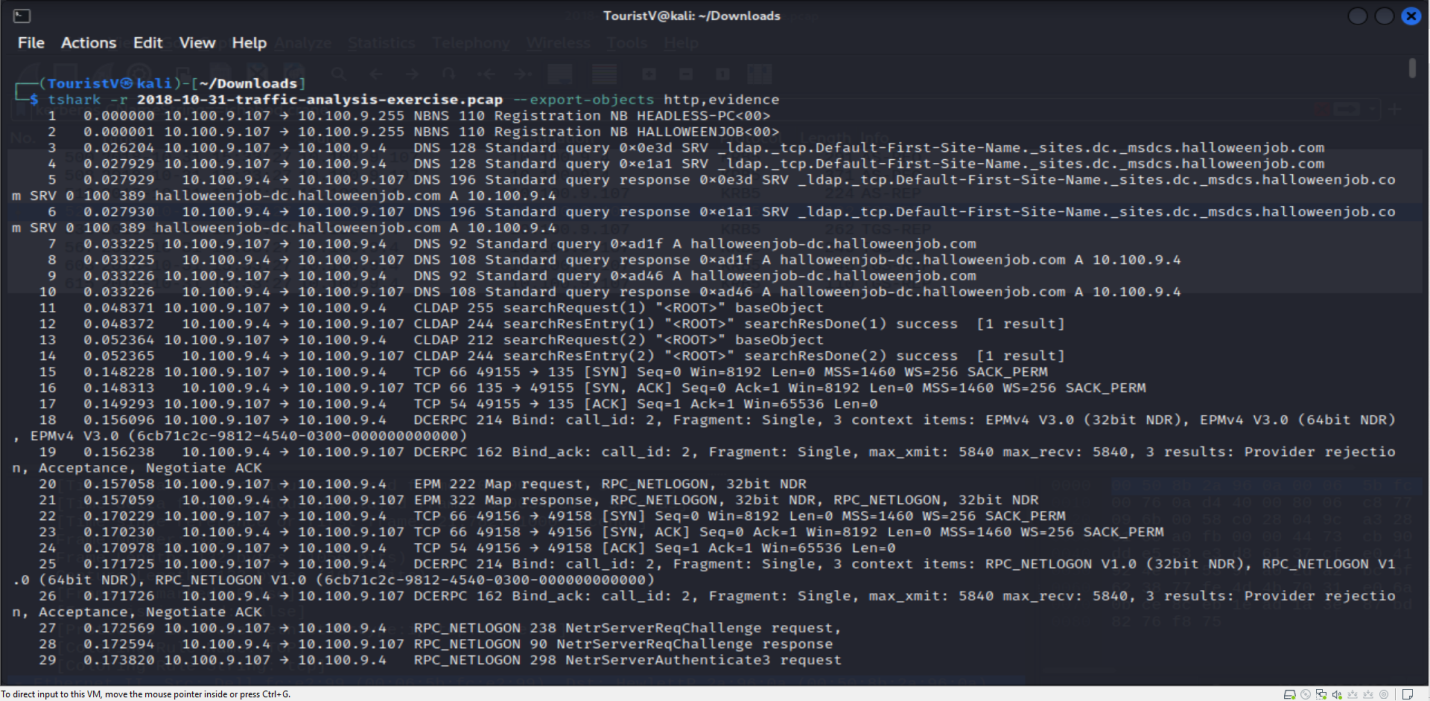 TouristV@kali: ~/Downloads
File Actions Edit View Help
Analyze Statistics Telephony Wireless Tools Help
┌──(TouristV㉿kali)-[~/Downloads]
└─$ tshark -r 2018-10-31-traffic-analysis-exercise.pcap --export-objects http,evidence
1 0.000000 10.100.9.107 → 10.100.9.255 NBNS 110 Registration NB HEADLESS-PC<00>
2 0.000001 10.100.9.107 → 10.100.9.255 NBNS 110 Registration NB HALLOWEENJOB<00>
3 0.026204 10.100.9.107 → 10.100.9.4 DNS 128 Standard query 0×0e3d SRV _ldap._tcp.Default-First-Site-Name._sites.dc._msdcs.halloweenjob.com
4 0.027929 10.100.9.107 → 10.100.9.4 DNS 128 Standard query 0×e1a1 SRV _ldap._tcp.Default-First-Site-Name._sites.dc._msdcs.halloweenjob.com
5 0.027929 10.100.9.4 → 10.100.9.107 DNS 196 Standard query response 0×0e3d SRV _ldap._tcp.Default-First-Site-Name._sites.dc._msdcs.halloweenjob.co
m SRV 0 100 389 halloweenjob-dc.halloweenjob.com A 10.100.9.4
6 0.027930 10.100.9.4 → 10.100.9.107 DNS 196 Standard query response 0×e1a1 SRV _ldap._tcp.Default-First-Site-Name._sites.dc._msdcs.halloweenjob.co
m SRV 0 100 389 halloweenjob-dc.halloweenjob.com A 10.100.9.4
7 0.033225 10.100.9.107 → 10.100.9.4 DNS 92 Standard query 0×ad1f A halloweenjob-dc.halloweenjob.com
8 0.033225 10.100.9.4 → 10.100.9.107 DNS 108 Standard query response 0×ad1f A halloweenjob-dc.halloweenjob.com A 10.100.9.4
9 0.033226 10.100.9.107 → 10.100.9.4 DNS 92 Standard query 0×ad46 A halloweenjob-dc.halloweenjob.com
10 0.033226 10.100.9.4 → 10.100.9.107 DNS 108 Standard query response 0×ad46 A halloweenjob-dc.halloweenjob.com A 10.100.9.4
11 0.048371 10.100.9.107 → 10.100.9.4 CLDAP 255 searchRequest(1) "<ROOT>" baseObject
12 0.048372 10.100.9.4 → 10.100.9.107 CLDAP 244 searchResEntry(1) "<ROOT>" searchResDone(1) success [1 result]
13 0.052364 10.100.9.107 → 10.100.9.4 CLDAP 212 searchRequest(2) "<ROOT>" baseObject
14 0.052365 10.100.9.4 → 10.100.9.107 CLDAP 244 searchResEntry(2) "<ROOT>" searchResDone(2) success [1 result]
15 0.148228 10.100.9.107 → 10.100.9.4 TCP 66 49155 → 135 [SYN] Seq=0 Win=8192 Len=0 MSS=1460 WS=256 SACK_PERM
16 0.148313 10.100.9.4 → 10.100.9.107 TCP 66 135 → 49155 [SYN, ACK] Seq=0 Ack=1 Win=8192 Len=0 MSS=1460 WS=256 SACK_PERM
17 0.149293 10.100.9.107 → 10.100.9.4 TCP 54 49155 → 135 [ACK] Seq=1 Ack=1 Win=65536 Len=0
18 0.156096 10.100.9.107 → 10.100.9.4 DCERPC 214 Bind: call_id: 2, Fragment: Single, 3 context items: EPMv4 V3.0 (32bit NDR), EPMv4 V3.0 (64bit NDR)
, EPMv4 V3.0 (6cb71c2c-9812-4540-0300-000000000000)
19 0.156238 10.100.9.4 → 10.100.9.107 DCERPC 162 Bind_ack: call_id: 2, Fragment: Single, max_xmit: 5840 max_recv: 5840, 3 results: Provider rejectio
n, Acceptance, Negotiate ACK
20 0.157058 10.100.9.107 → 10.100.9.4 EPM 222 Map request, RPC_NETLOGON, 32bit NDR
21 0.157059 10.100.9.4 → 10.100.9.107 EPM 322 Map response, RPC_NETLOGON, 32bit NDR, RPC_NETLOGON, 32bit NDR
22 0.170229 10.100.9.107 → 10.100.9.4 TCP 66 49156 → 49158 [SYN] Seq=0 Win=8192 Len=0 MSS=1460 WS=256 SACK_PERM
23 0.170230 10.100.9.4 → 10.100.9.107 TCP 66 49158 → 49156 [SYN, ACK] Seq=0 Ack=1 Win=8192 Len=0 MSS=1460 WS=256 SACK_PERM
24 0.170978 10.100.9.107 → 10.100.9.4 TCP 54 49156 → 49158 [ACK] Seq=1 Ack=1 Win=65536 Len=0
25 0.171725 10.100.9.107 → 10.100.9.4 DCERPC 214 Bind: call_id: 2, Fragment: Single, 3 context items: RPC_NETLOGON V1.0 (32bit NDR), RPC_NETLOGON V1
.0 (64bit NDR), RPC_NETLOGON V1.0 (6cb71c2c-9812-4540-0300-000000000000)
26 0.171726 10.100.9.4 → 10.100.9.107 DCERPC 162 Bind_ack: call_id: 2, Fragment: Single, max_xmit: 5840 max_recv: 5840, 3 results: Provider rejectio
n, Acceptance, Negotiate ACK
27 0.172569 10.100.9.107 → 10.100.9.4 RPC_NETLOGON 238 NetrServerReqChallenge request,
28 0.172594 10.100.9.4 → 10.100.9.107 RPC_NETLOGON 90 NetrServerReqChallenge response
29 0.173820 10.100.9.107 → 10.100.9.4 RPC_NETLOGON 298 NetrServerAuthenticate3 request
To direct input to this VM, move the mouse pointer inside or press Ctrl+G.